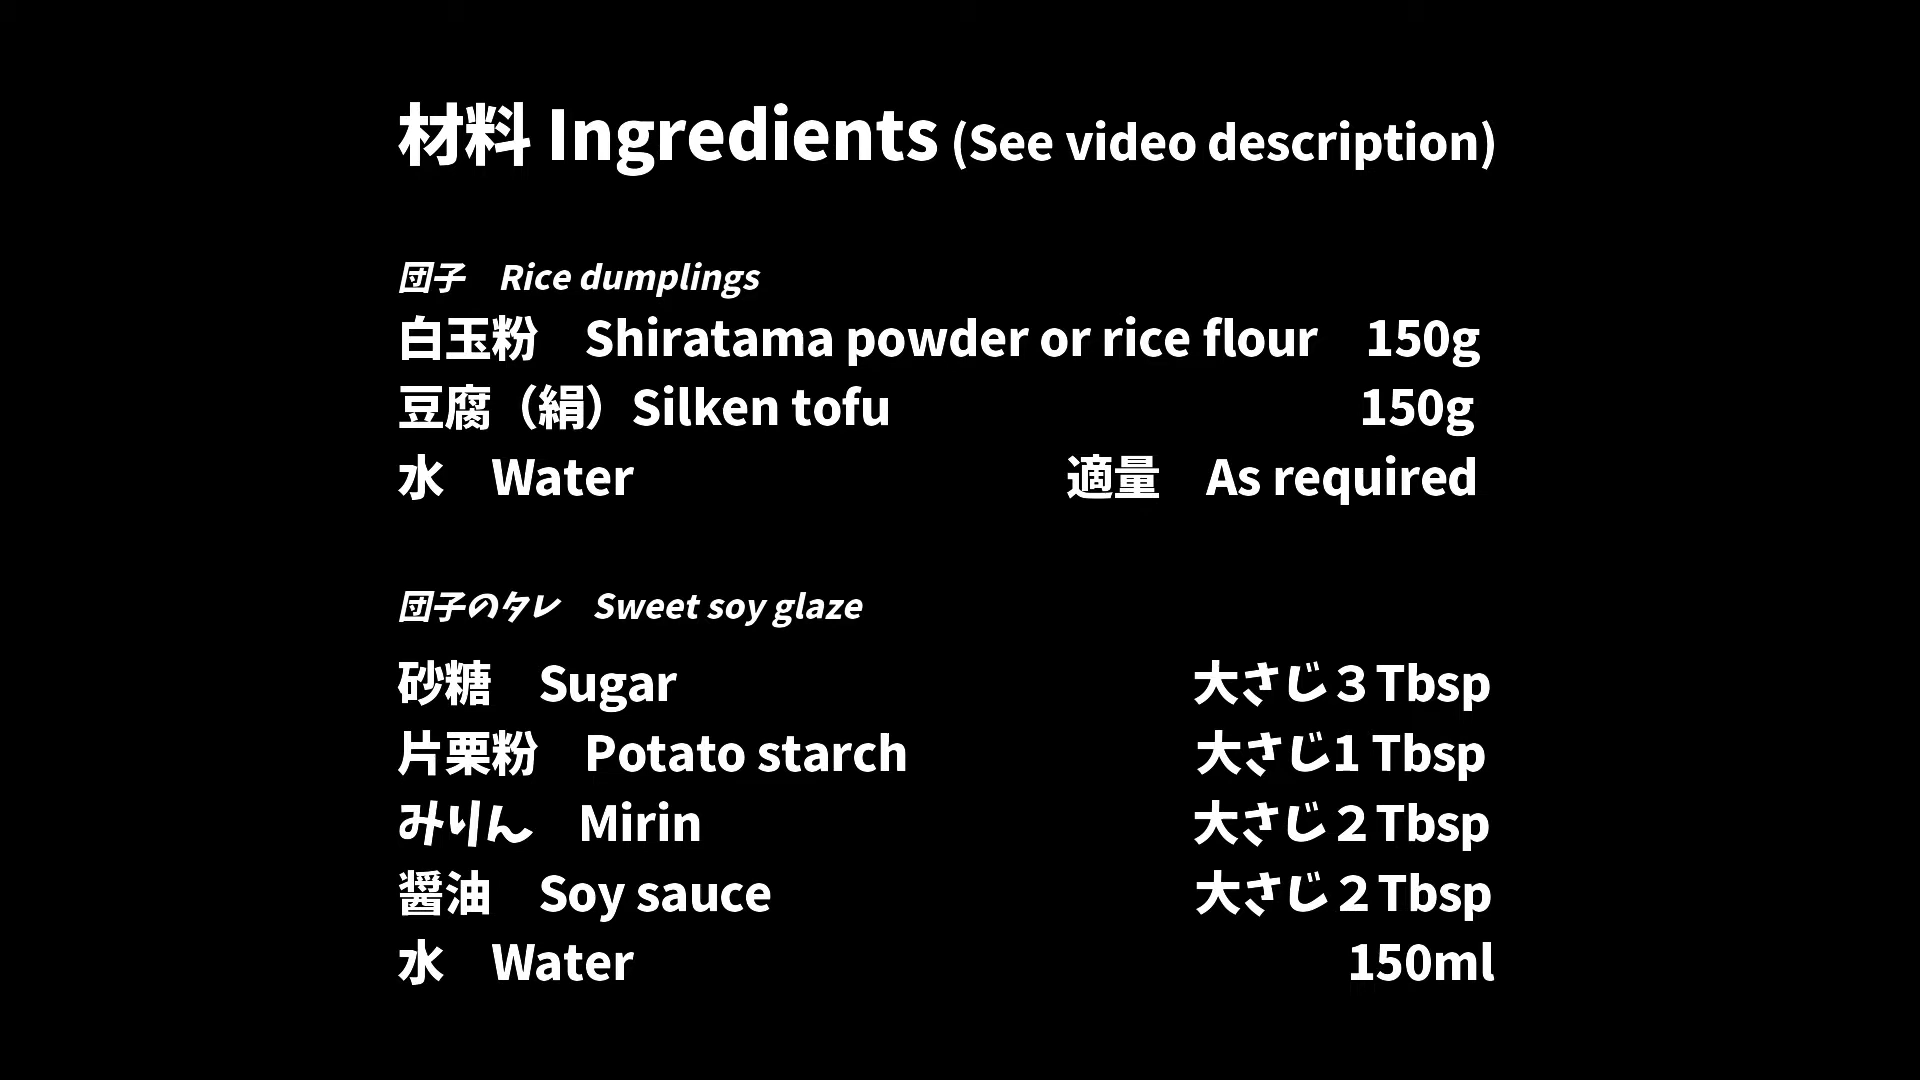 材料 Ingredients (See video description)
団子　Rice dumplings
白玉粉　Shiratama powder or rice flour　150g
豆腐（絹）Silken tofu　150g
水　Water　適量　As required
団子のタレ　Sweet soy glaze
砂糖　Sugar　大さじ３Tbsp
片栗粉　Potato starch　大さじ1 Tbsp
みりん　Mirin　大さじ２Tbsp
醤油　Soy sauce　大さじ２Tbsp
水　Water　150ml